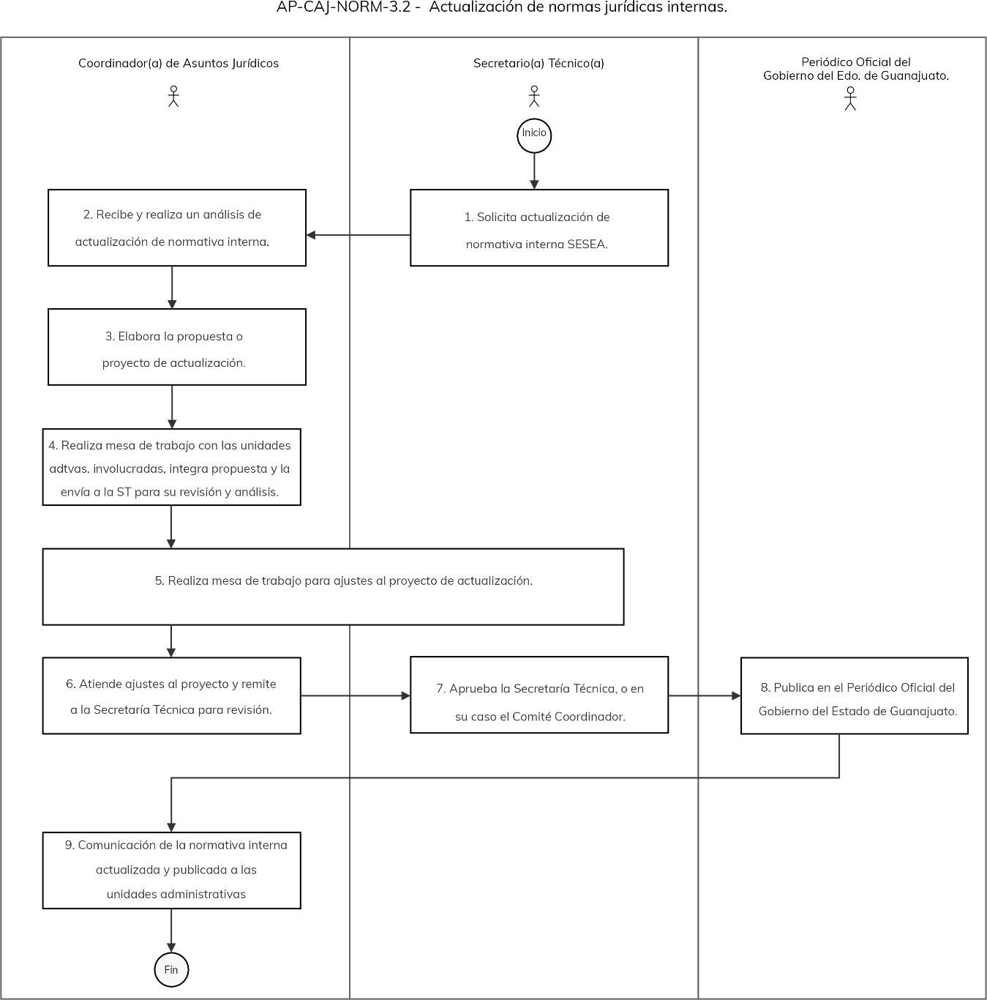 AP-CAJ-NORM-3.2 - Actualización de normas jurídicas internas.
Coordinador(a) de Asuntos Jurídicos
Secretario(a) Técnico(a)
Periódico Oficial del
Gobierno del Edo. de Guanajuato.
Inicio
1. Solicita actualización de
normativa interna SESEA.
2. Recibe y realiza un análisis de
actualización de normativa interna.
3. Elabora la propuesta o
proyecto de actualización.
4. Realiza mesa de trabajo con las unidades
adtvas. involucradas, integra propuesta y la
envía a la ST para su revisión y análisis.
5. Realiza mesa de trabajo para ajustes al proyecto de actualización.
6. Atiende ajustes al proyecto y remite
a la Secretaría Técnica para revisión.
7. Aprueba la Secretaría Técnica, o en
su caso el Comité Coordinador.
8. Publica en el Periódico Oficial del
Gobierno del Estado de Guanajuato.
9. Comunicación de la normativa interna
actualizada y publicada a las
unidades administrativas
Fin